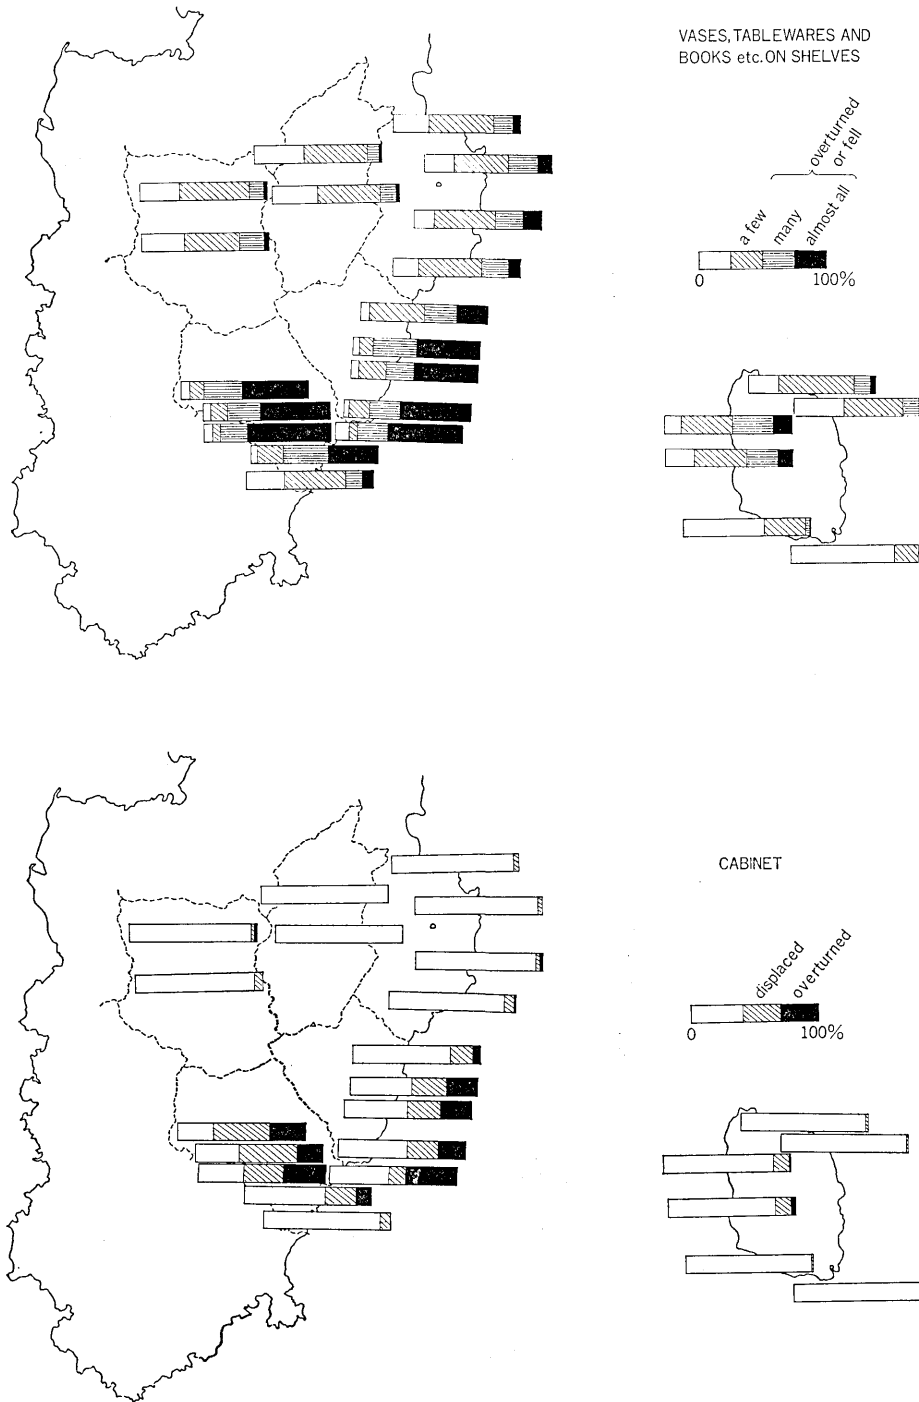 VASES, TABLEWARES AND
BOOKS etc. ON SHELVES
overturned
or fell
a few
many
almost all
0
100%
CABINET
displaced
overturned
0
100%